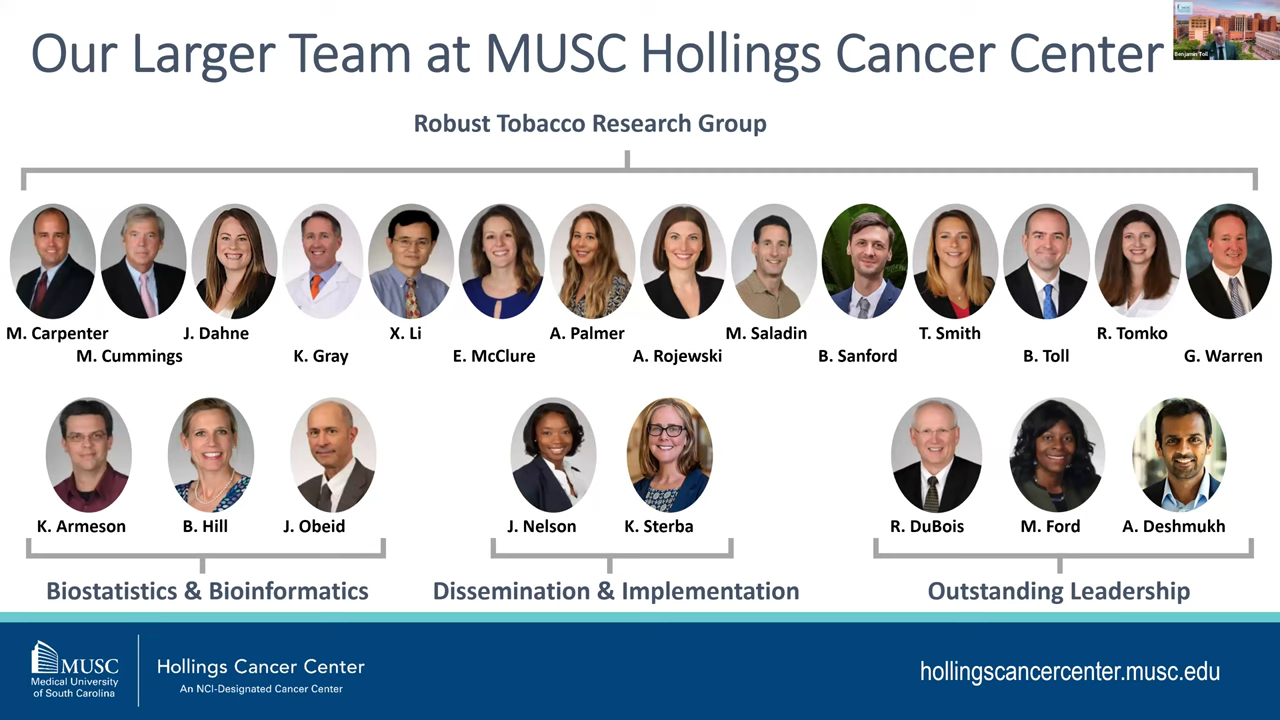 Our Larger Team at MUSC Hollings Cancer Center
MUSC
Benjamin Toll
Robust Tobacco Research Group
M. Carpenter
M. Cummings
J. Dahne
K. Gray
X. Li
E. McClure
A. Palmer
A. Rojewski
M. Saladin
B. Sanford
T. Smith
B. Toll
R. Tomko
G. Warren
K. Armeson
B. Hill
J. Obeid
J. Nelson
K. Sterba
R. DuBois
M. Ford
A. Deshmukh
Biostatistics & Bioinformatics
Dissemination & Implementation
Outstanding Leadership
MUSC
Medical University
of South Carolina
Hollings Cancer Center
An NCI-Designated Cancer Center
hollingscancercenter.musc.edu